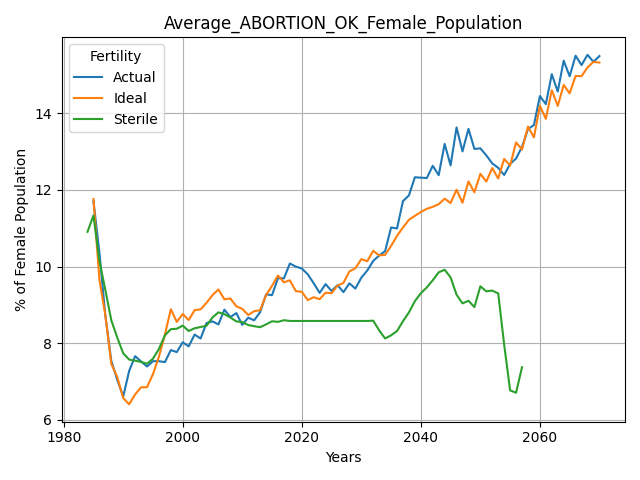 Average_ABORTION_OK_Female_Population
Fertility
Actual
Ideal
Sterile
% of Female Population
14
12
10
8
6
1980
2000
2020
2040
2060
Years